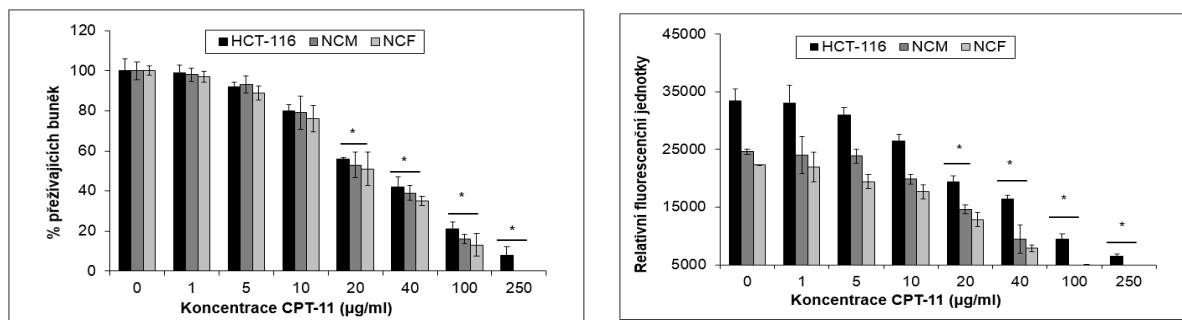 120
HCT-116 NCM NCF
100
80
60
40
20
0
% přežívajících buněk
* * * *
0 1 5 10 20 40 100 250
Koncentrace CPT-11 (µg/ml)
45000
HCT-116 NCM NCF
35000
25000
15000
5000
Relativní fluorescenční jednotky
* * * *
0 1 5 10 20 40 100 250
Koncentrace CPT-11 (µg/ml)